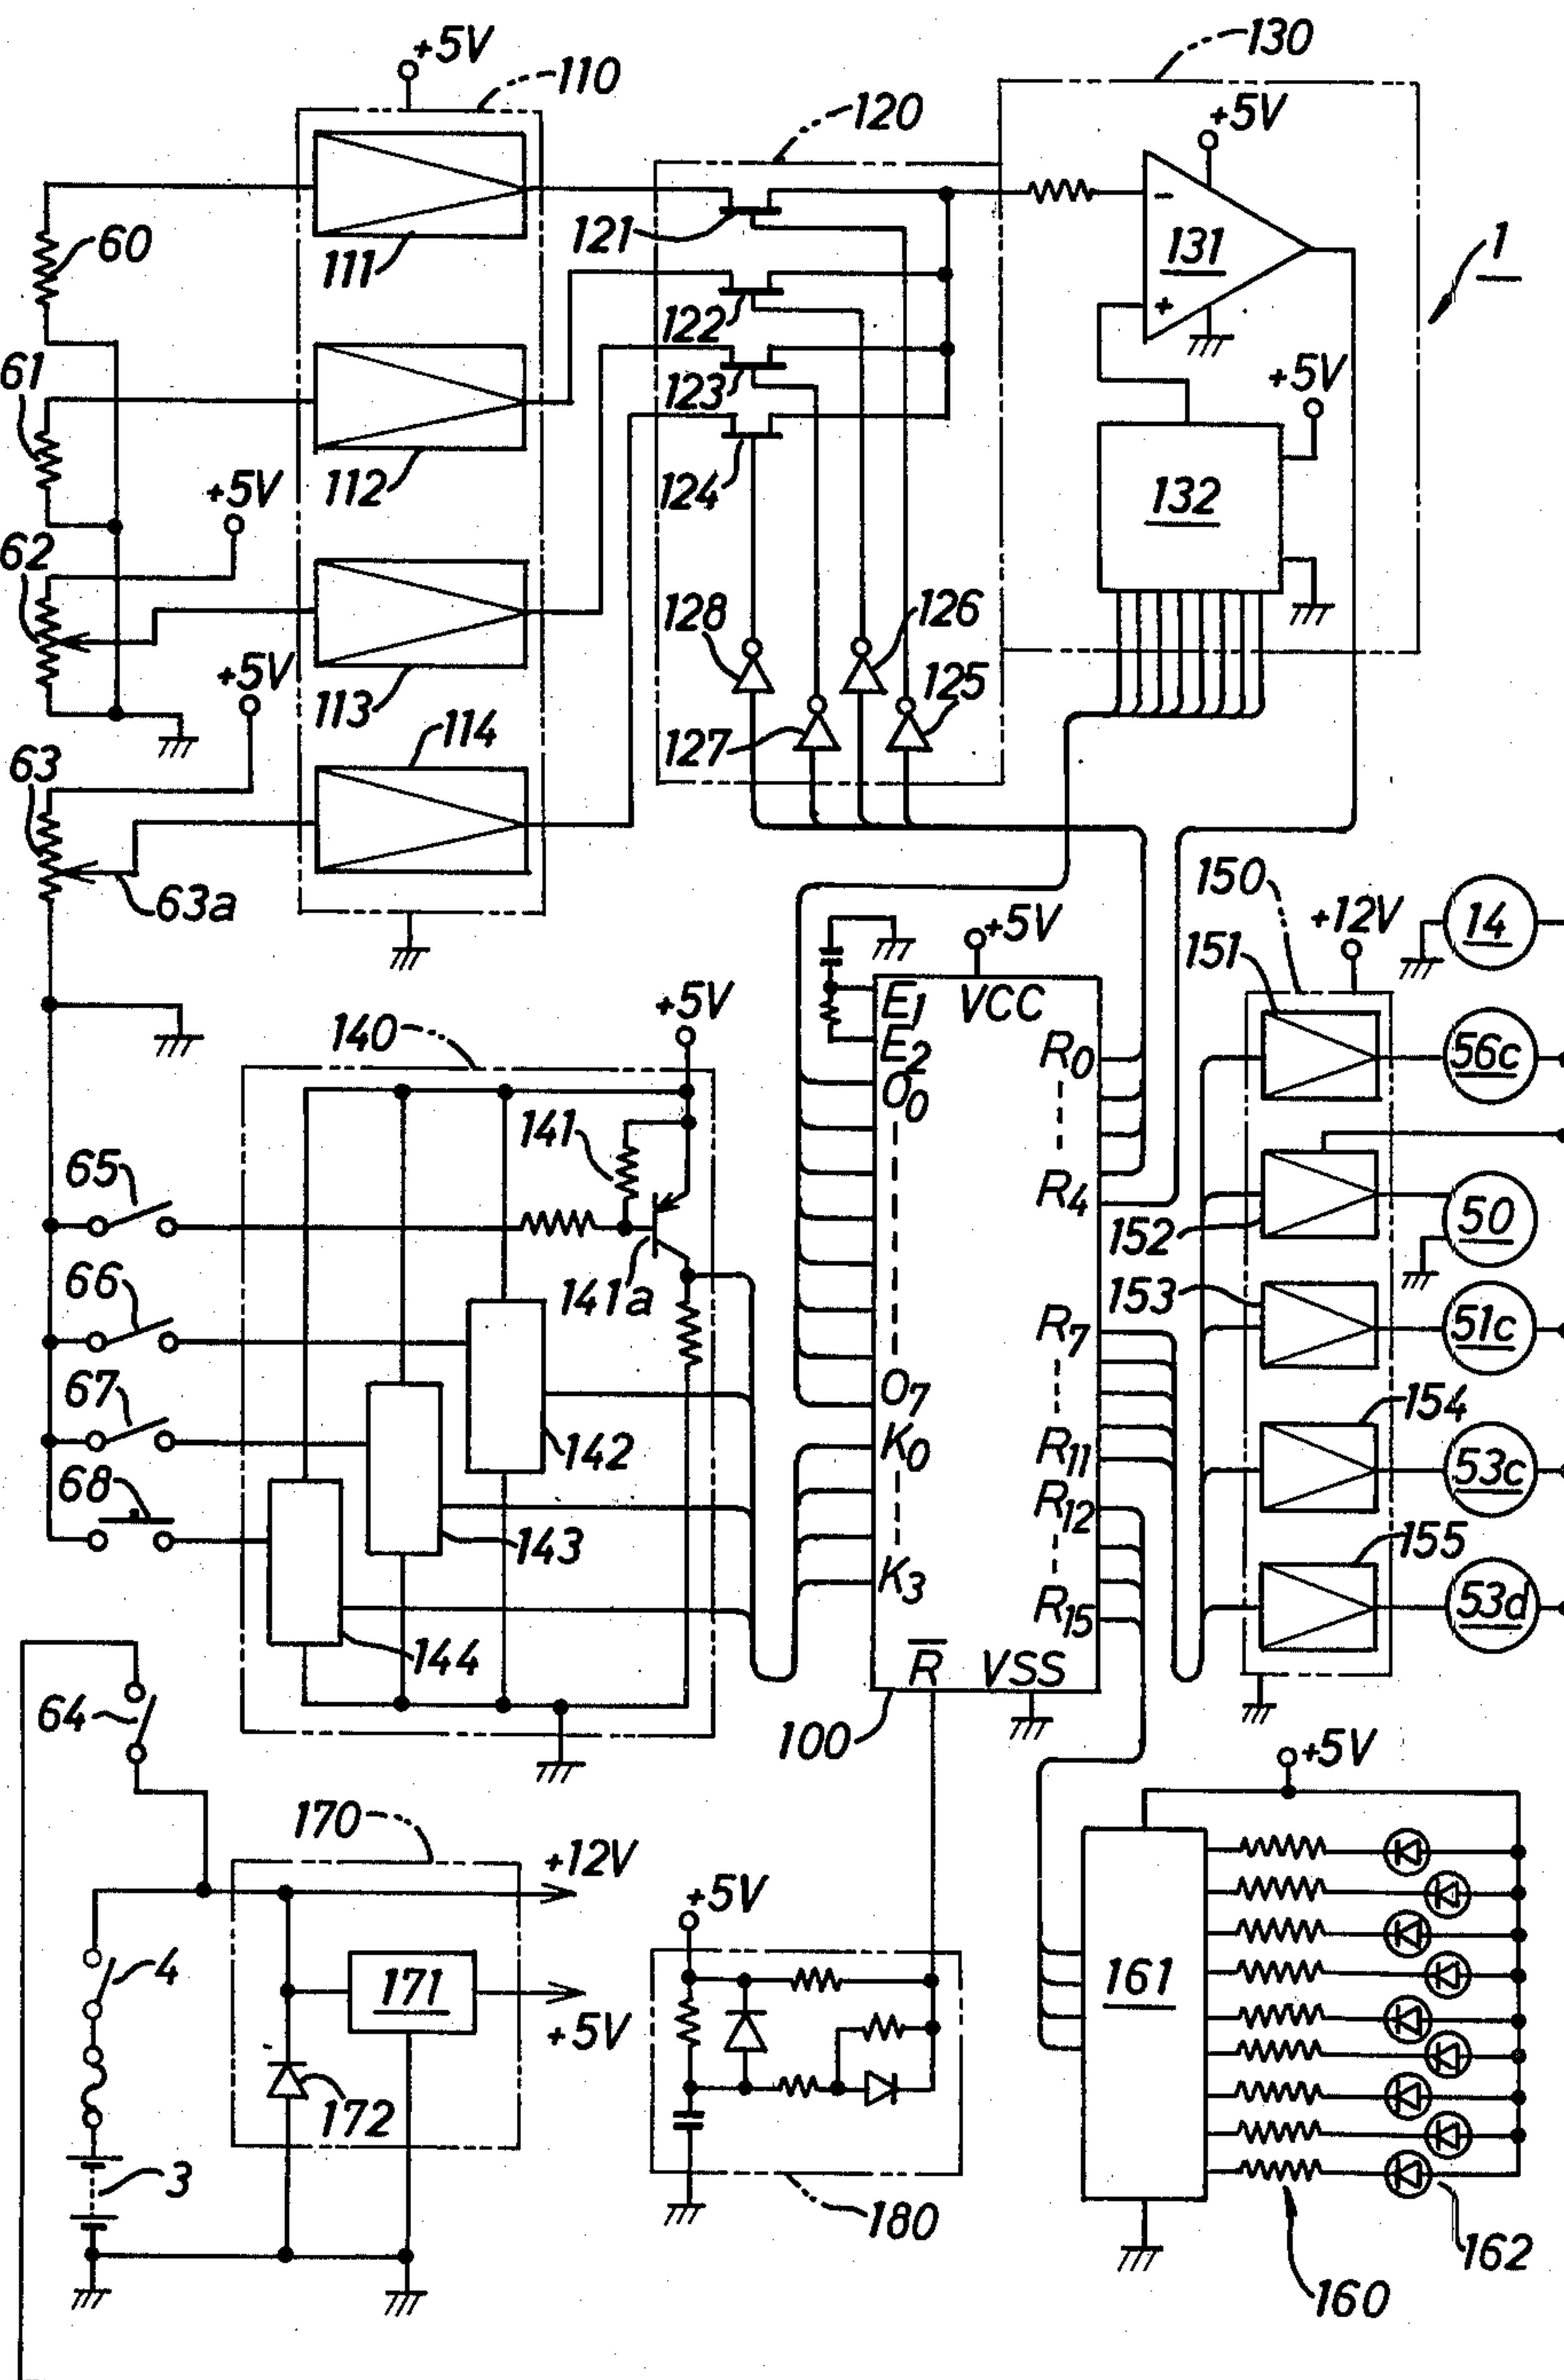 +5V
110
130
120
+5V
60
111
121
131
-
+
1
61
122
123
+5V
112
124
132
+5V
62
128
126
125
+5V
113
127
114
63
63a
150
+12V
14
+5V
151
E1
VCC
E2
O0
R0
56c
140
+5V
141
R4
65
152
50
66
141a
153
R7
51c
67
O7
154
142
K0
R11
53c
68
R12
143
155
K3
R15
53d
144
R
VSS
64
100
+5V
170
+12V
+5V
4
171
161
+5V
172
3
180
162
160